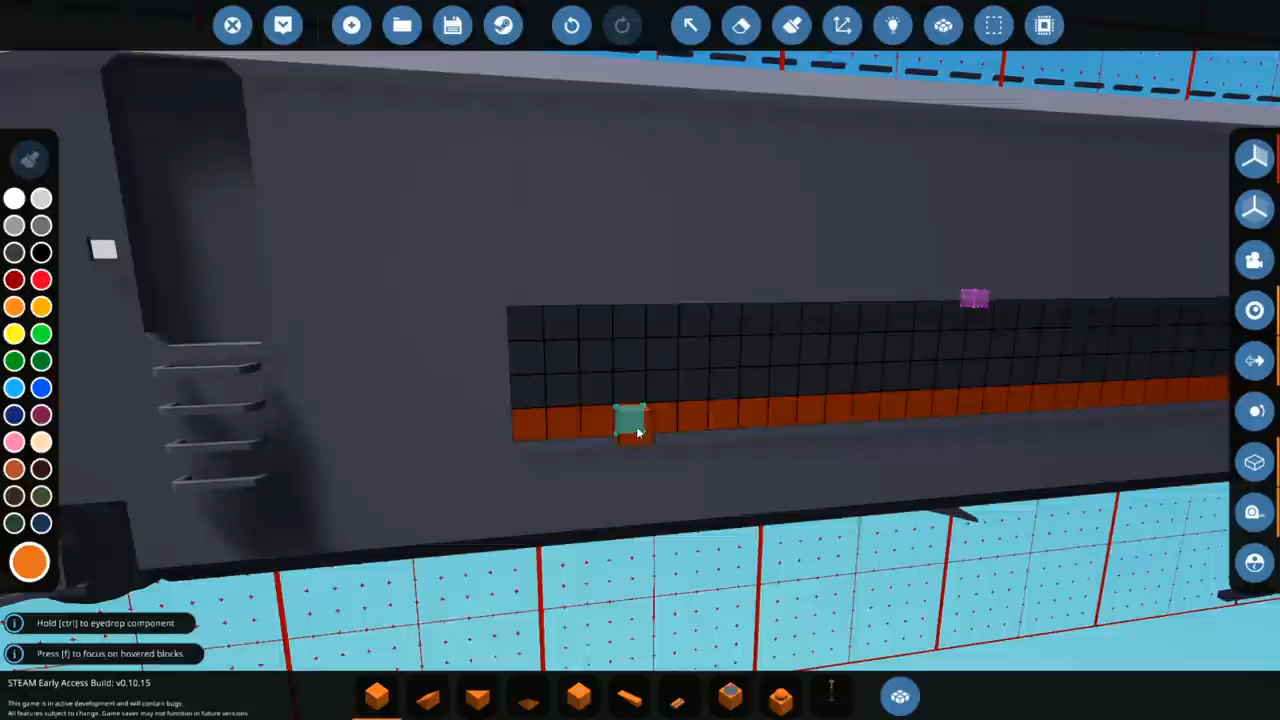 Hold [ctrl] to eyedrop component
Press [f] to focus on hovered blocks
STEAM Early Access Build: v0.10.15
This game is in active development and will contain bugs.
All features subject to change. Game saves may not function in future versions